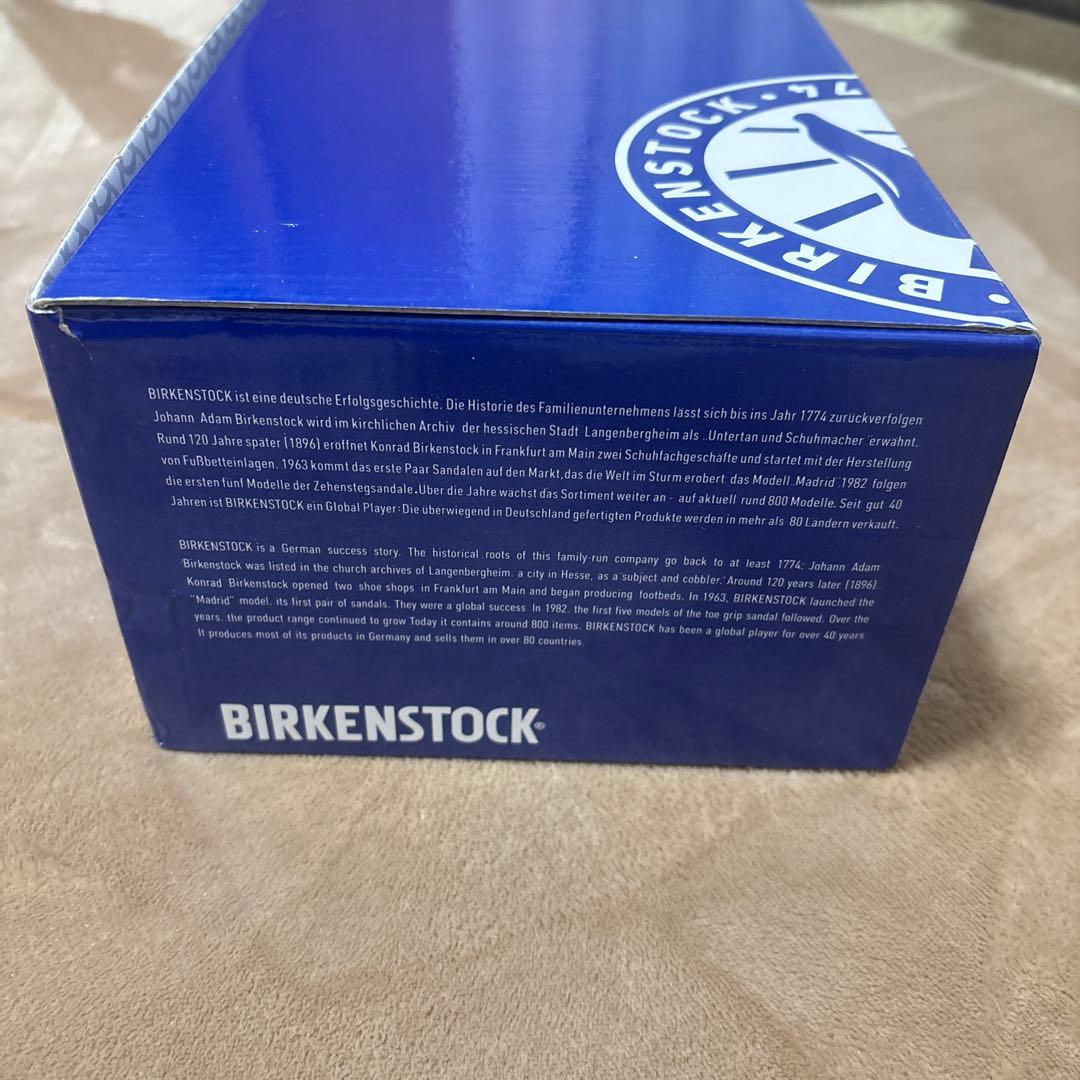 BIRKENSTOCK • 74
BIRKENSTOCK •
BIRKENSTOCK ist eine deutsche Erfolgsgeschichte. Die Historie des Familienunternehmens lässt sich bis ins Jahr 1774 zurückverfolgen
Johann Adam Birkenstock wird im kirchlichen Archiv der hessischen Stadt Langenbergheim als „Untertan und Schuhmacher" erwähnt.
Rund 120 Jahre später (1896) eröffnet Konrad Birkenstock in Frankfurt am Main zwei Schuhfachgeschäfte und startet mit der Herstellung
von Fußbetteinlagen. 1963 kommt das erste Paar Sandalen auf den Markt, das die Welt im Sturm erobert das Modell „Madrid" 1982 folgen
die ersten fünf Modelle der Zehenstegsandale. Über die Jahre wächst das Sortiment weiter an - auf aktuell rund 800 Modelle. Seit gut 40
Jahren ist BIRKENSTOCK ein Global Player: Die überwiegend in Deutschland gefertigten Produkte werden in mehr als 80 Ländern verkauft.
BIRKENSTOCK is a German success story. The historical roots of this family-run company go back to at least 1774; Johann Adam
Birkenstock was listed in the church archives of Langenbergheim, a city in Hesse, as a "subject and cobbler." Around 120 years later (1896)
Konrad Birkenstock opened two shoe shops in Frankfurt am Main and began producing footbeds. In 1963, BIRKENSTOCK launched the
"Madrid" model, its first pair of sandals. They were a global success In 1982, the first five models of the toe grip sandal followed. Over the
years, the product range continued to grow Today it contains around 800 items. BIRKENSTOCK has been a global player for over 40 years
It produces most of its products in Germany and sells them in over 80 countries.
BIRKENSTOCK®